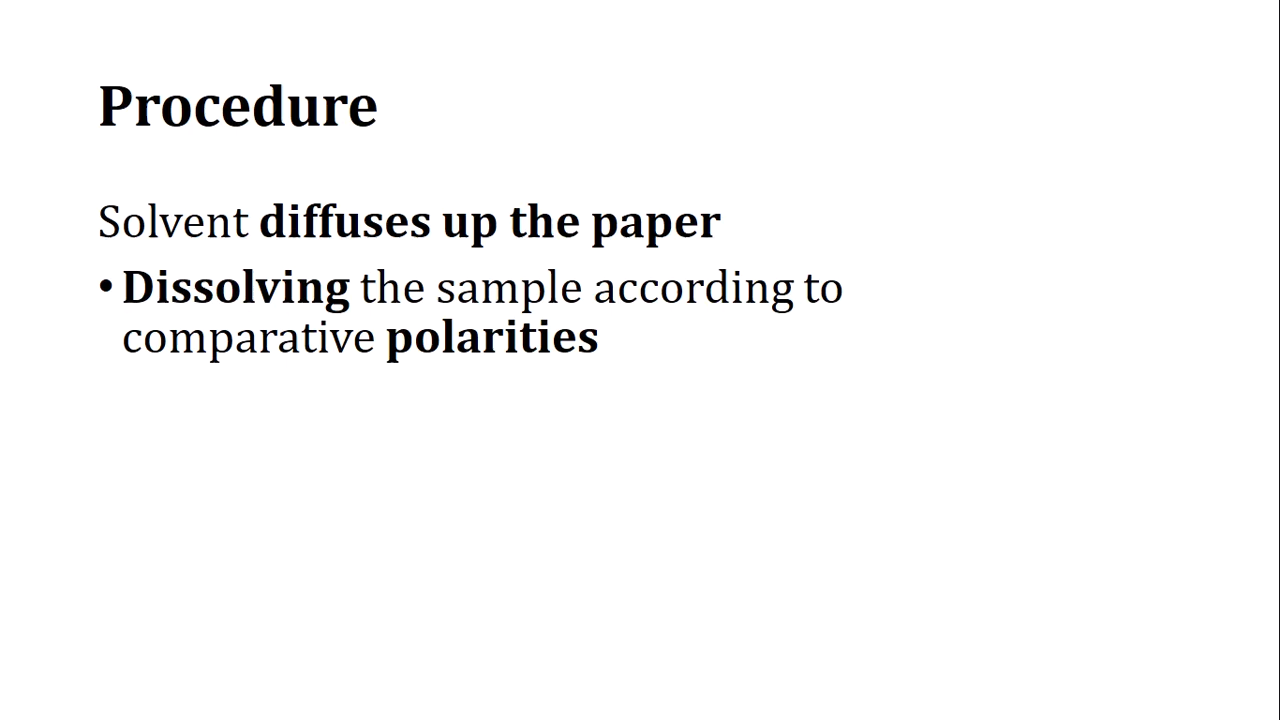 Procedure
Solvent diffuses up the paper
• Dissolving the sample according to
comparative polarities